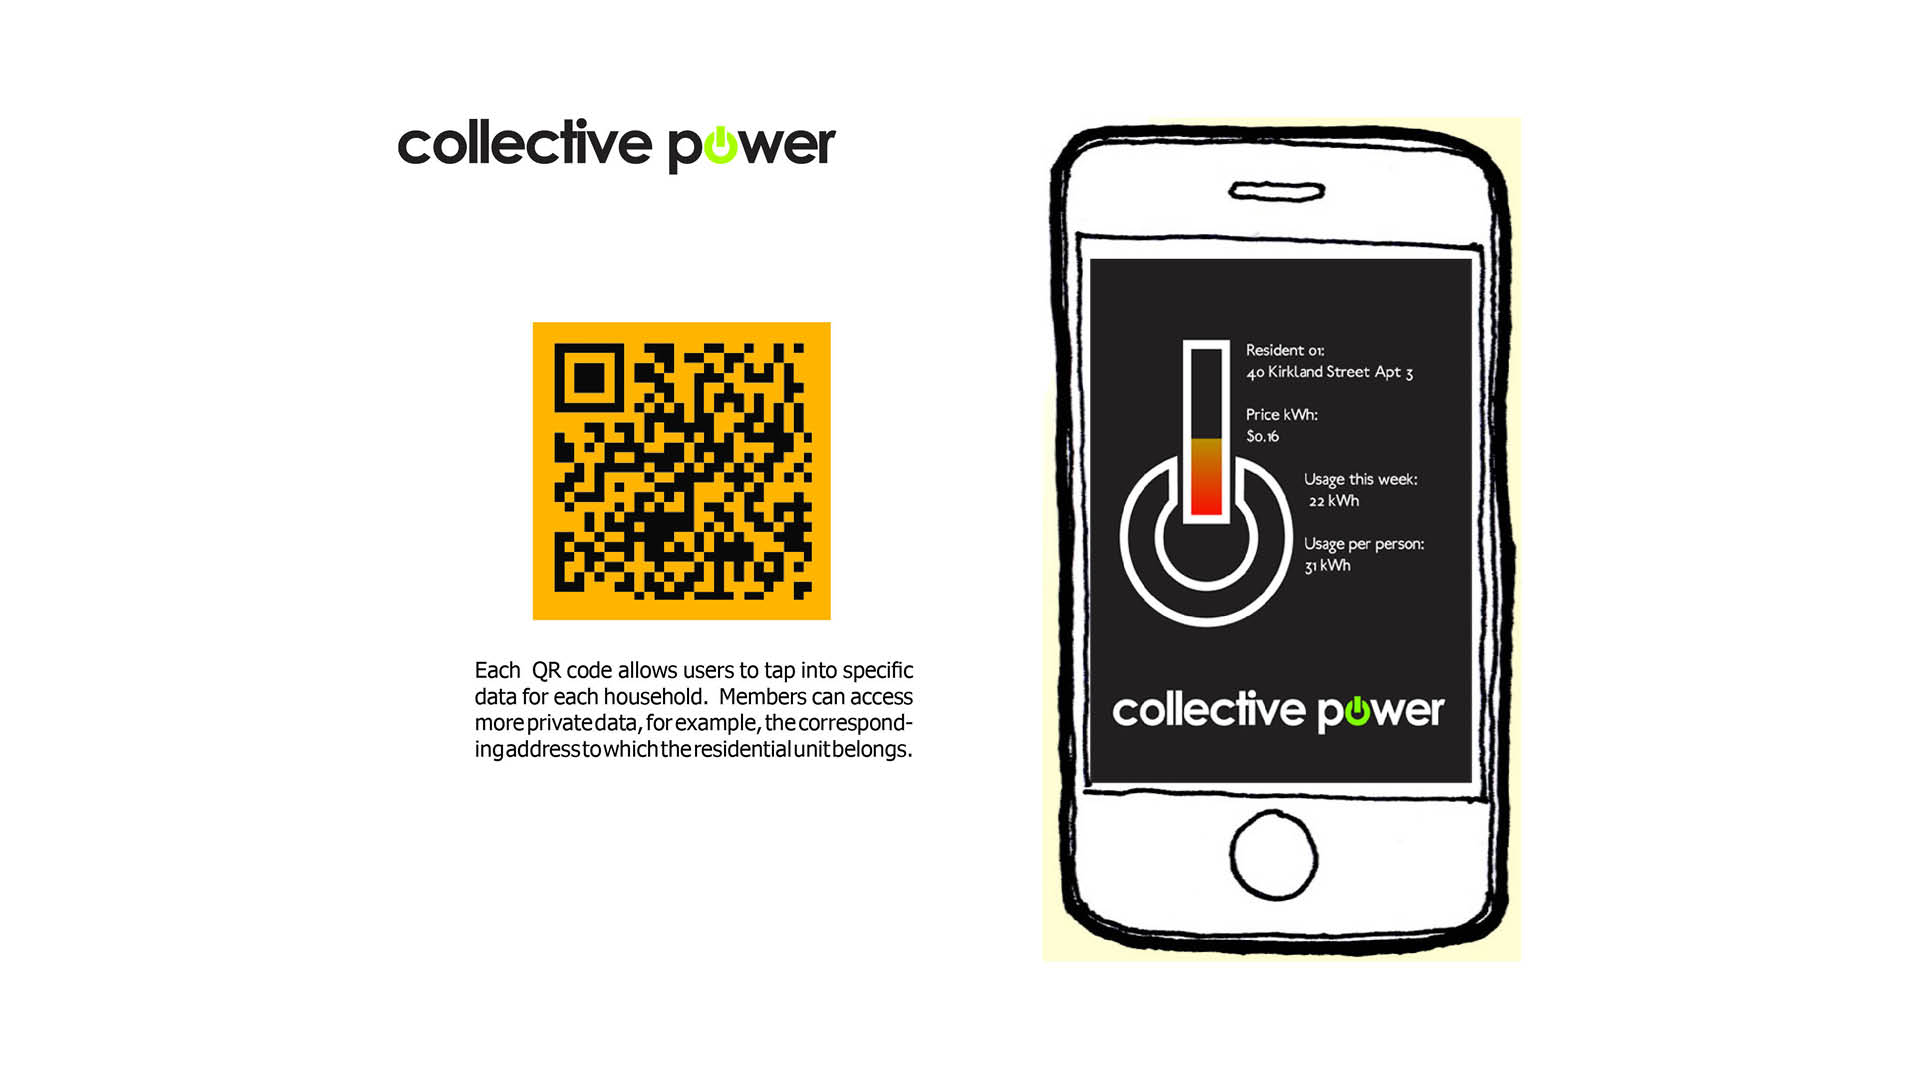 collective power
Each QR code allows users to tap into specific
data for each household. Members can access
more private data, for example, the correspond-
ing address to which the residential unit belongs.
Resident 01:
40 Kirkland Street Apt 3
Price kWh:
$0.16
Usage this week:
22 kWh
Usage per person:
31 kWh
collective power